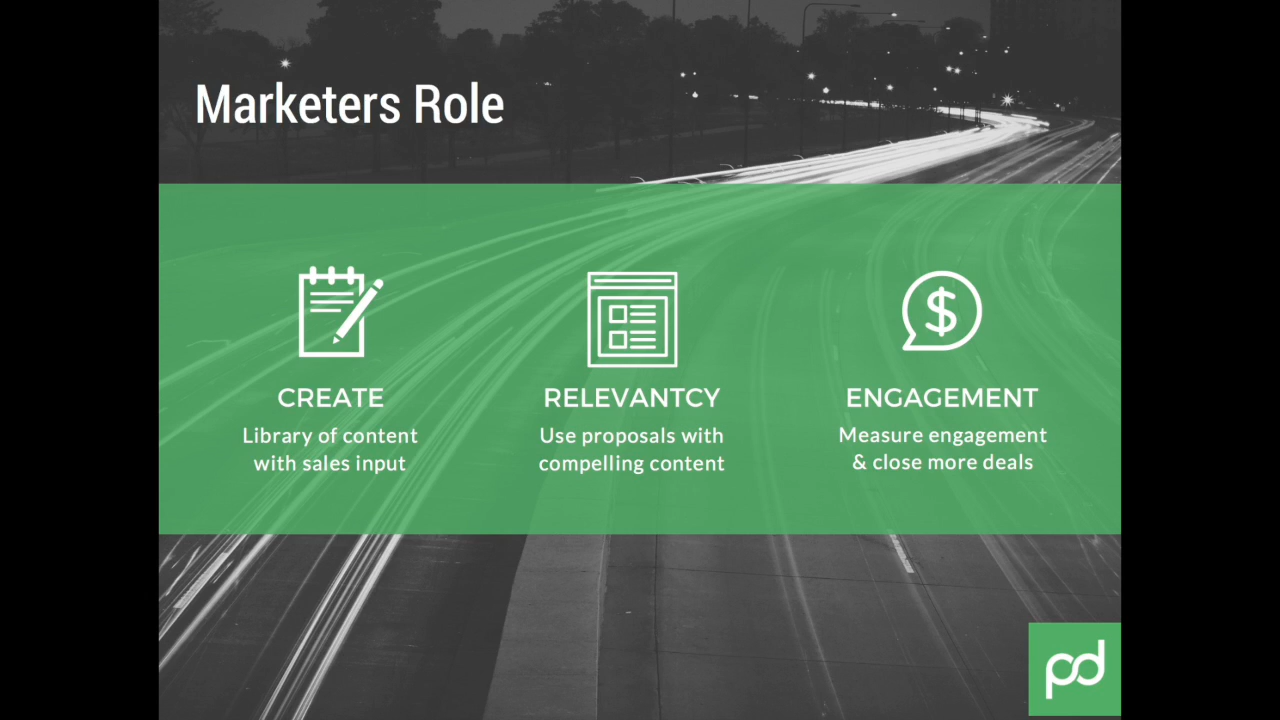 Marketers Role
CREATE
Library of content
with sales input
RELEVANTCY
Use proposals with
compelling content
ENGAGEMENT
Measure engagement
& close more deals
pd